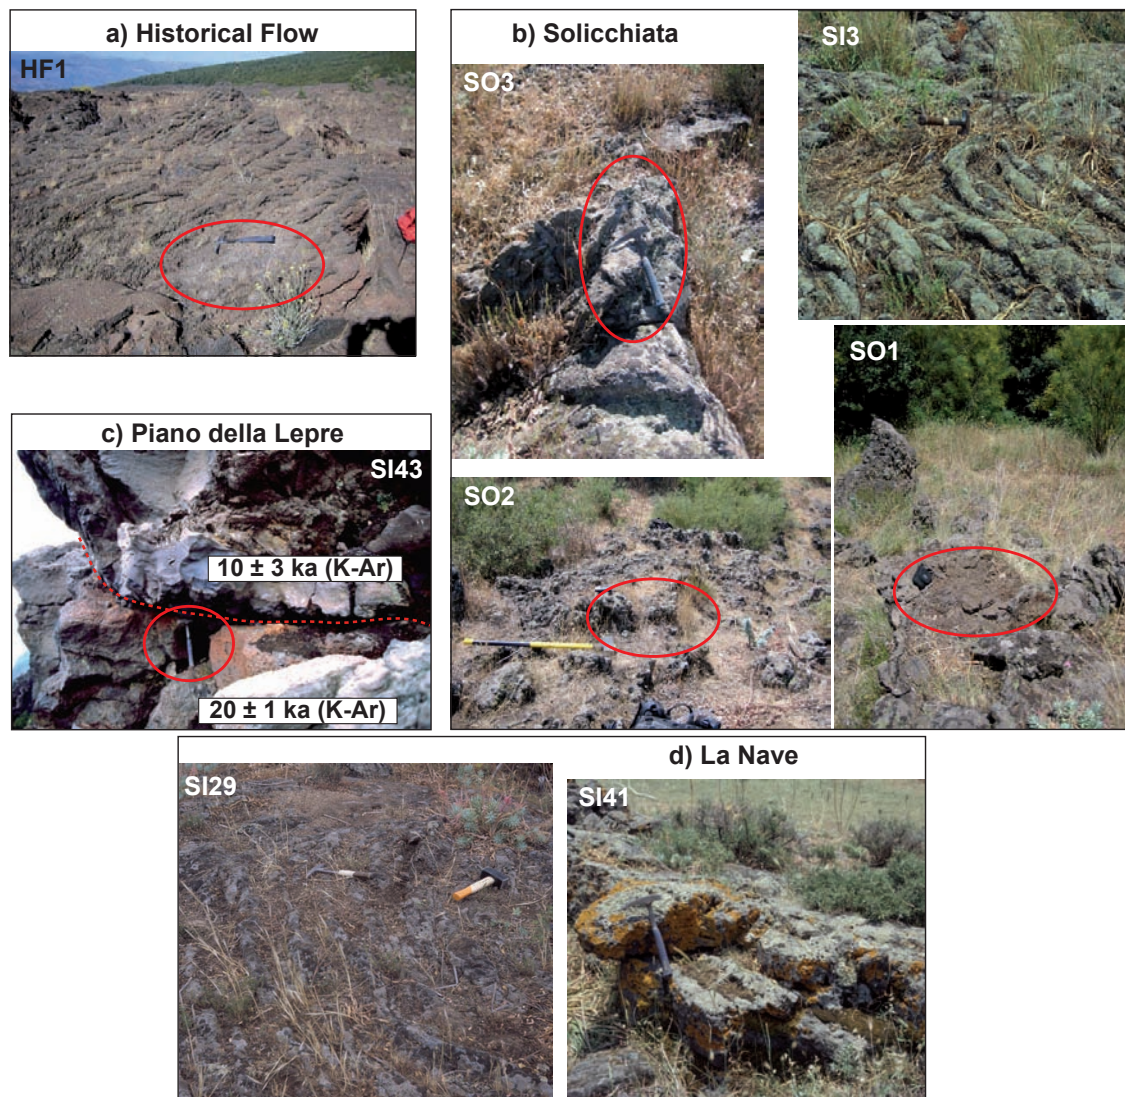 a) Historical Flow
HF1
b) Solicchiata
SO3
SI3
SO1
SO2
c) Piano della Lepre
SI43
10 ± 3 ka (K-Ar)
20 ± 1 ka (K-Ar)
d) La Nave
SI29
SI41